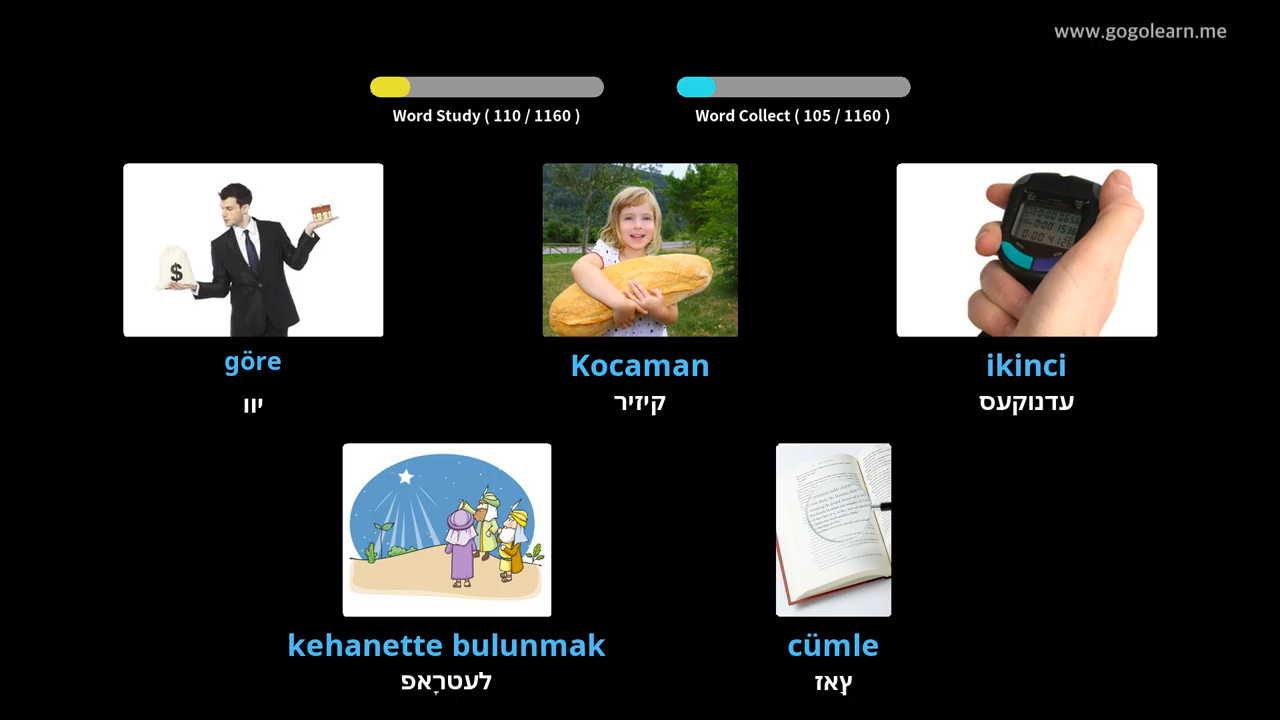 www.gogolearn.me
Word Study ( 110 / 1160 )
Word Collect ( 105 / 1160 )
göre
יוו
Kocaman
קיזיר
ikinci
עדנוקעס
kehanette bulunmak
לעטרָאפ
cümle
ץָאז